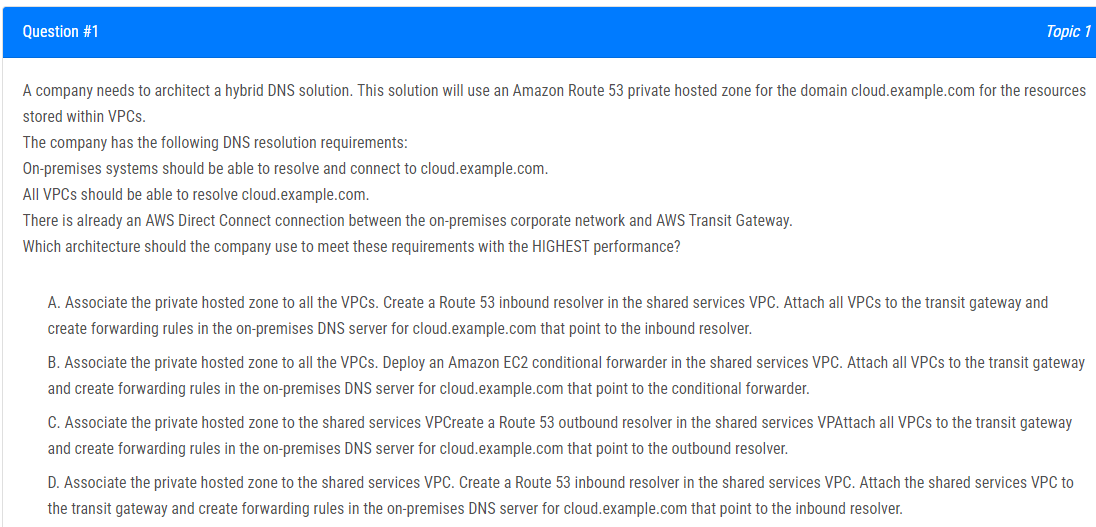 Question #1
Topic 1
A company needs to architect a hybrid DNS solution. This solution will use an Amazon Route 53 private hosted zone for the domain cloud.example.com for the resources
stored within VPCs.
The company has the following DNS resolution requirements:
On-premises systems should be able to resolve and connect to cloud.example.com.
All VPCs should be able to resolve cloud.example.com.
There is already an AWS Direct Connect connection between the on-premises corporate network and AWS Transit Gateway.
Which architecture should the company use to meet these requirements with the HIGHEST performance?
A. Associate the private hosted zone to all the VPCs. Create a Route 53 inbound resolver in the shared services VPC. Attach all VPCs to the transit gateway and
create forwarding rules in the on-premises DNS server for cloud.example.com that point to the inbound resolver.
B. Associate the private hosted zone to all the VPCs. Deploy an Amazon EC2 conditional forwarder in the shared services VPC. Attach all VPCs to the transit gateway
and create forwarding rules in the on-premises DNS server for cloud.example.com that point to the conditional forwarder.
C. Associate the private hosted zone to the shared services VPCreate a Route 53 outbound resolver in the shared services VPAttach all VPCs to the transit gateway
and create forwarding rules in the on-premises DNS server for cloud.example.com that point to the outbound resolver.
D. Associate the private hosted zone to the shared services VPC. Create a Route 53 inbound resolver in the shared services VPC. Attach the shared services VPC to
the transit gateway and create forwarding rules in the on-premises DNS server for cloud.example.com that point to the inbound resolver.